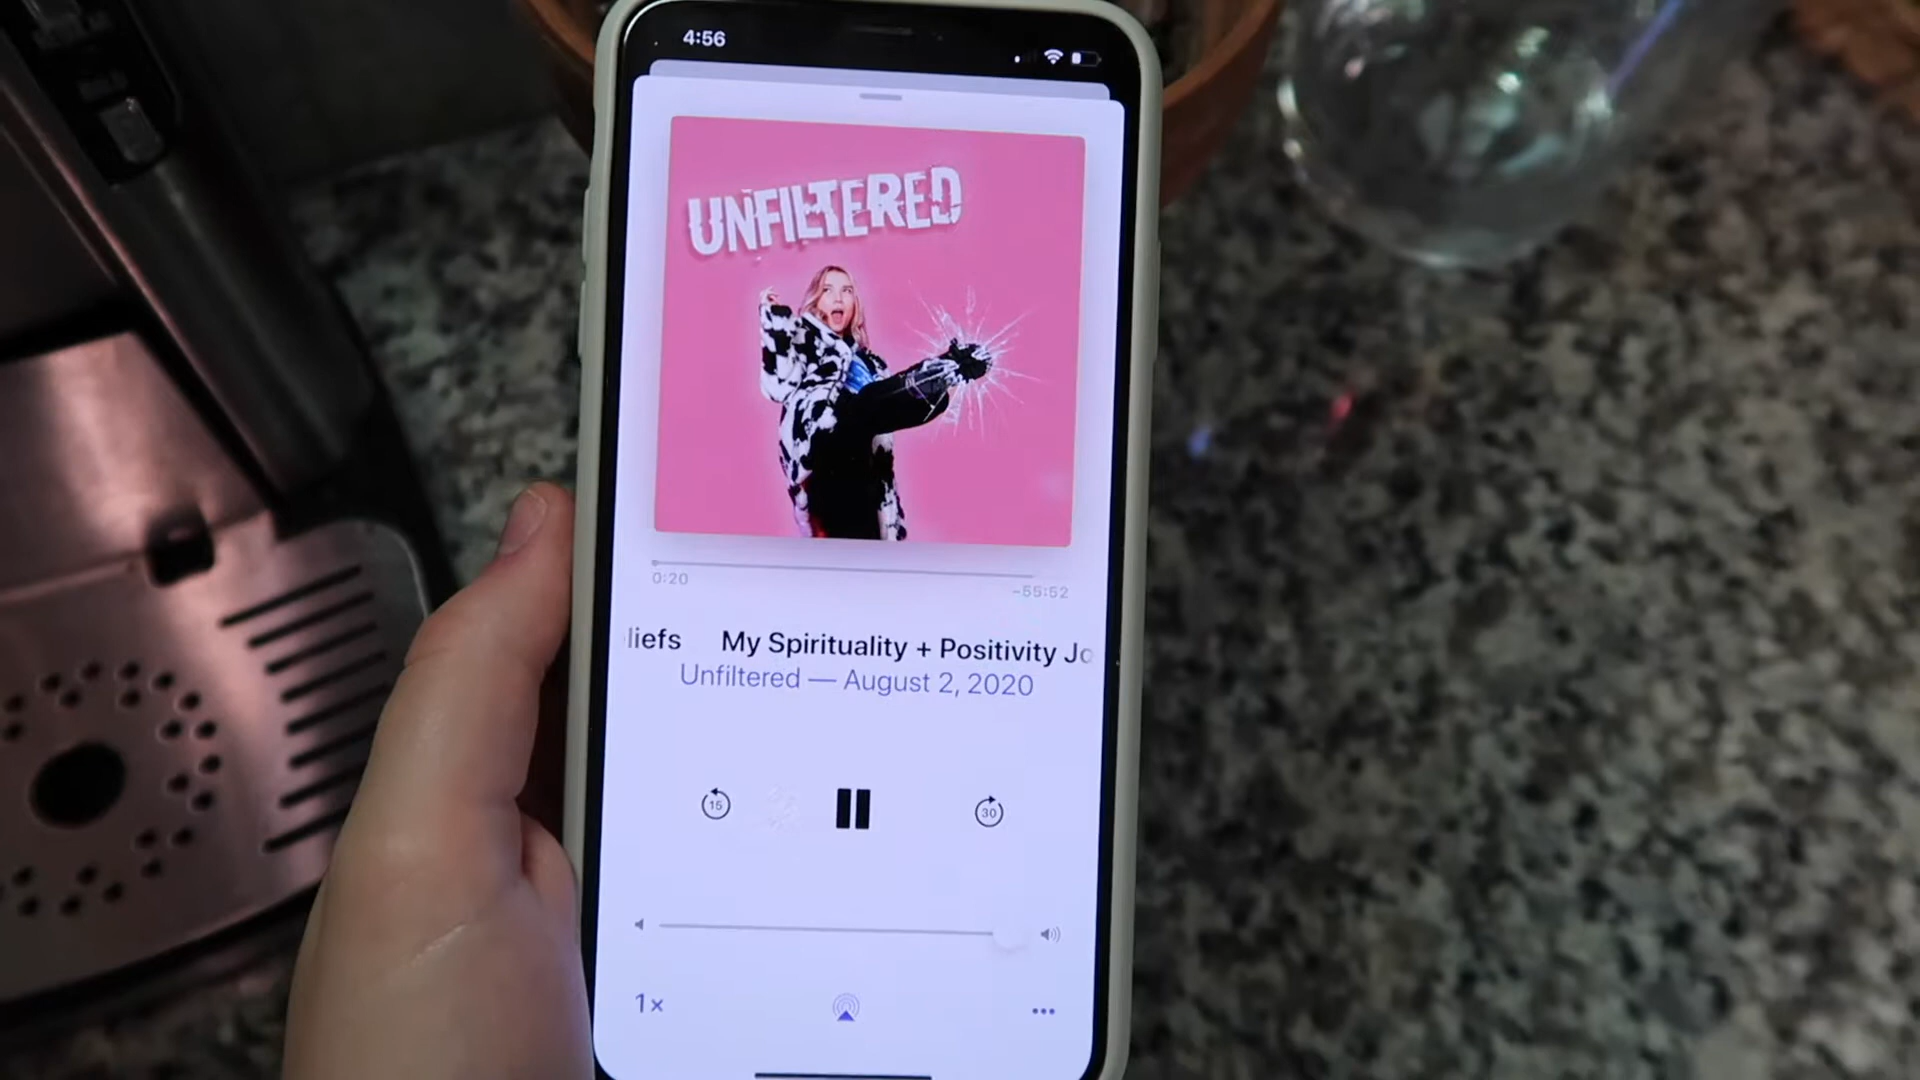 4:56
UNFILTERED
0:20
-55:52
liefs My Spirituality + Positivity Jo
Unfiltered — August 2, 2020
15
30
1×